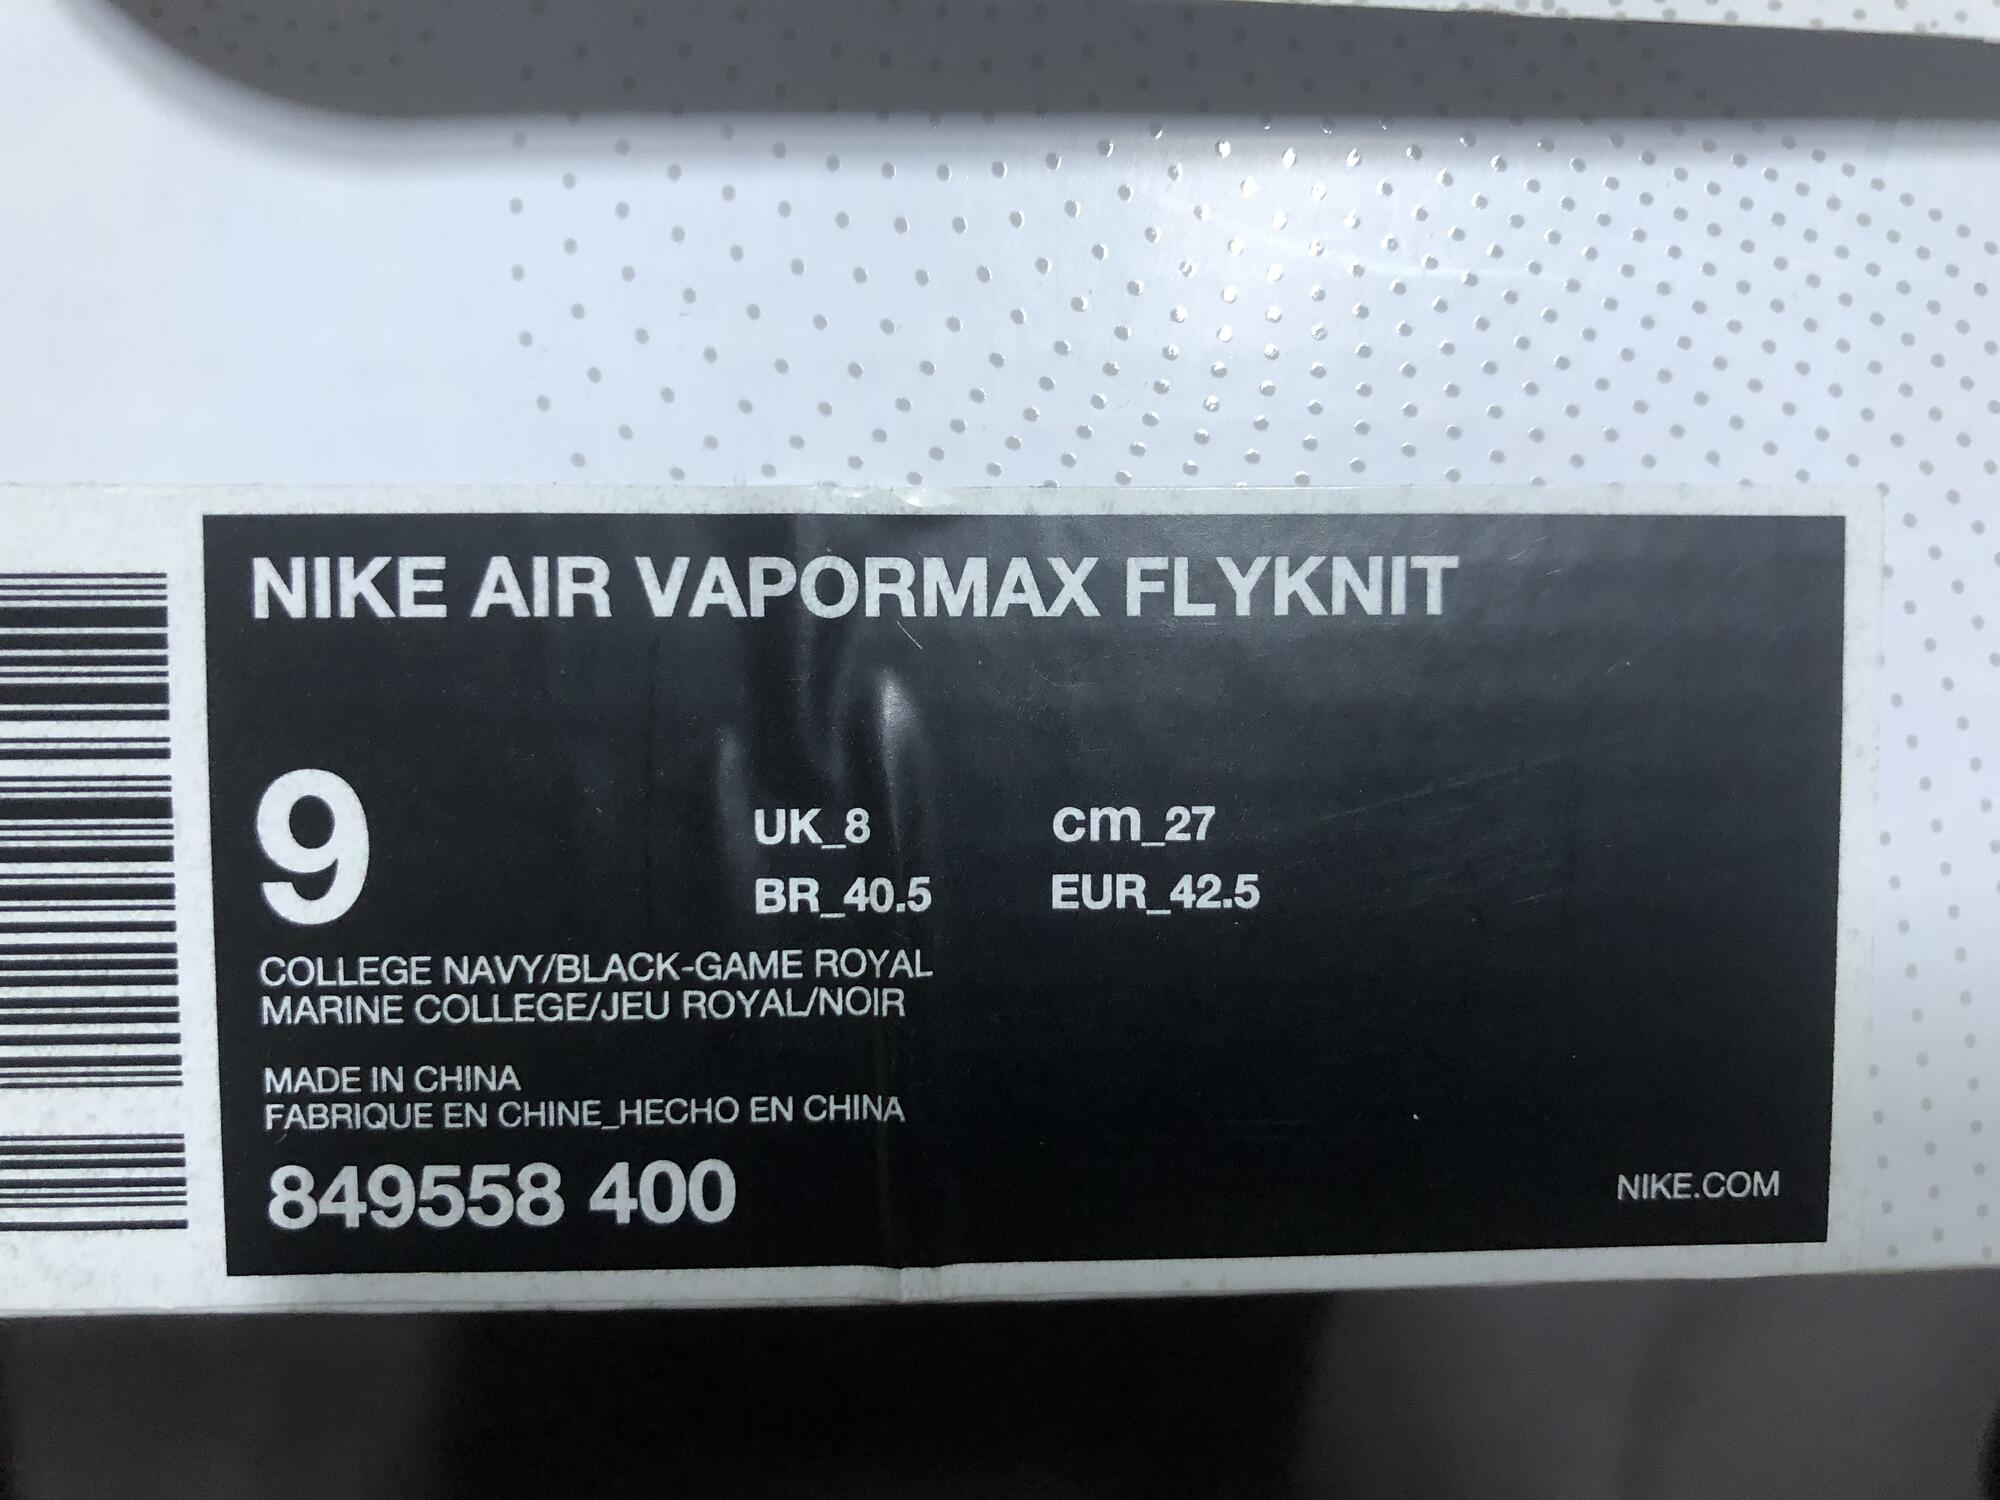 NIKE AIR VAPORMAX FLYKNIT
9
UK_8 cm_27
BR_40.5 EUR_42.5
COLLEGE NAVY/BLACK-GAME ROYAL
MARINE COLLEGE/JEU ROYAL/NOIR
MADE IN CHINA
FABRIQUE EN CHINE_HECHO EN CHINA
849558 400
NIKE.COM